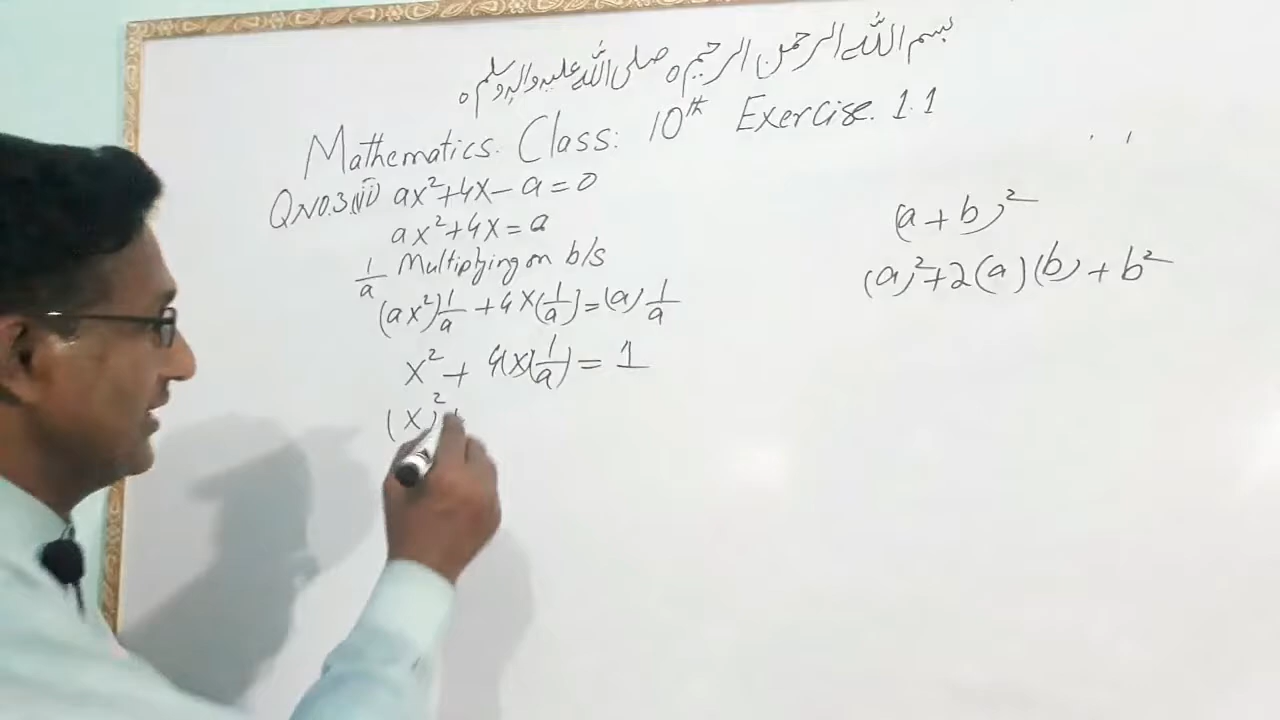 بسم اللہ الرحمن الرحیم ہ صلی اللہ علیہ والہ وسلم ہ
Mathematics. Class: 10th Exercise. 1.1
QNO.3(ii) ax²+4x-a=0
ax²+4x=a
1/a Multiplying on b/s
(ax²)1/a +4x(1/a)=(a)1/a
x²+ 4(x)(1/a)= 1
(x)²+
(a+b)²
(a)²+2(a)(b)+b²